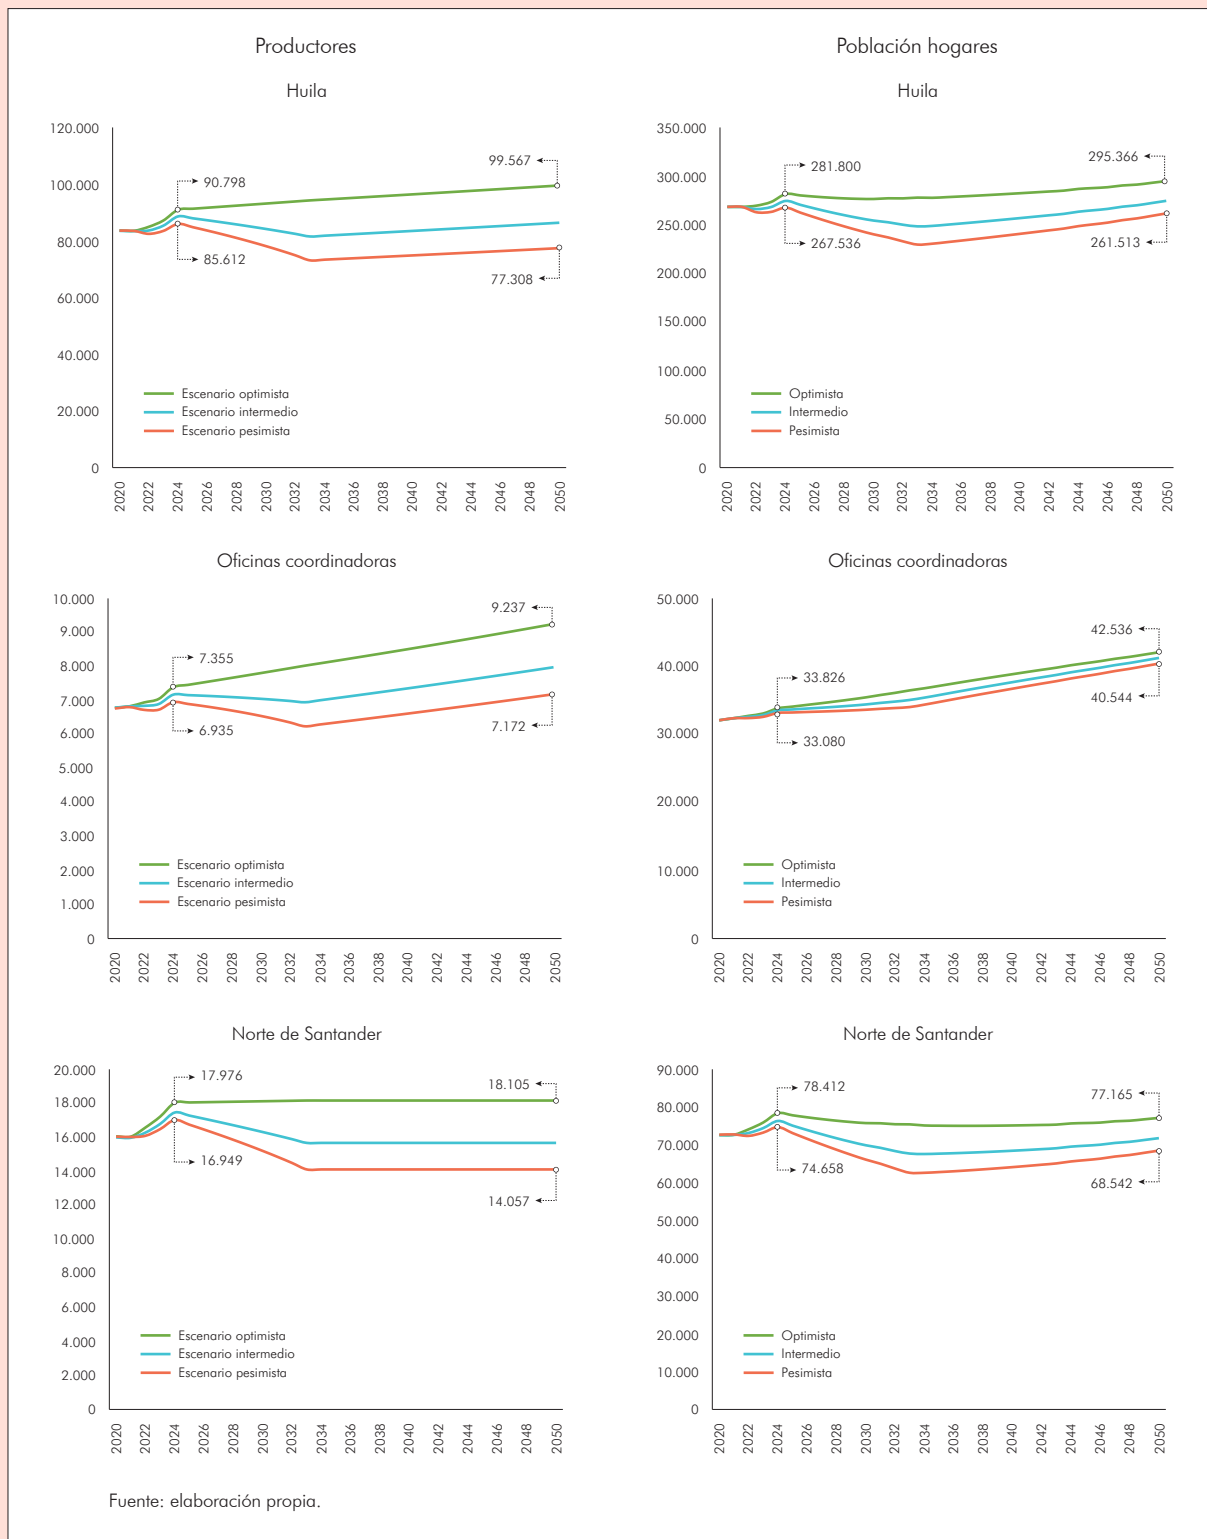 Productores
Huila
120.000
100.000
80.000
60.000
40.000
20.000
0
90.798
85.612
99.567
77.308
Escenario optimista
Escenario intermedio
Escenario pesimista
2020 2022 2024 2026 2028 2030 2032 2034 2036 2038 2040 2042 2044 2046 2048 2050
Población hogares
Huila
350.000
300.000
250.000
200.000
150.000
100.000
50.000
0
281.800
267.536
295.366
261.513
Optimista
Intermedio
Pesimista
2020 2022 2024 2026 2028 2030 2032 2034 2036 2038 2040 2042 2044 2046 2048 2050
Oficinas coordinadoras
10.000
9.000
8.000
7.000
6.000
5.000
4.000
3.000
2.000
1.000
0
7.355
6.935
9.237
7.172
Escenario optimista
Escenario intermedio
Escenario pesimista
2020 2022 2024 2026 2028 2030 2032 2034 2036 2038 2040 2042 2044 2046 2048 2050
Oficinas coordinadoras
50.000
40.000
30.000
20.000
10.000
0
33.826
33.080
42.536
40.544
Optimista
Intermedio
Pesimista
2020 2022 2024 2026 2028 2030 2032 2034 2036 2038 2040 2042 2044 2046 2048 2050
Norte de Santander
20.000
18.000
16.000
14.000
12.000
10.000
8.000
6.000
4.000
2.000
0
17.976
16.949
18.105
14.057
Escenario optimista
Escenario intermedio
Escenario pesimista
2020 2022 2024 2026 2028 2030 2032 2034 2036 2038 2040 2042 2044 2046 2048 2050
Norte de Santander
90.000
80.000
70.000
60.000
50.000
40.000
30.000
20.000
10.000
0
78.412
74.658
77.165
68.542
Optimista
Intermedio
Pesimista
2020 2022 2024 2026 2028 2030 2032 2034 2036 2038 2040 2042 2044 2046 2048 2050
Fuente: elaboración propia.